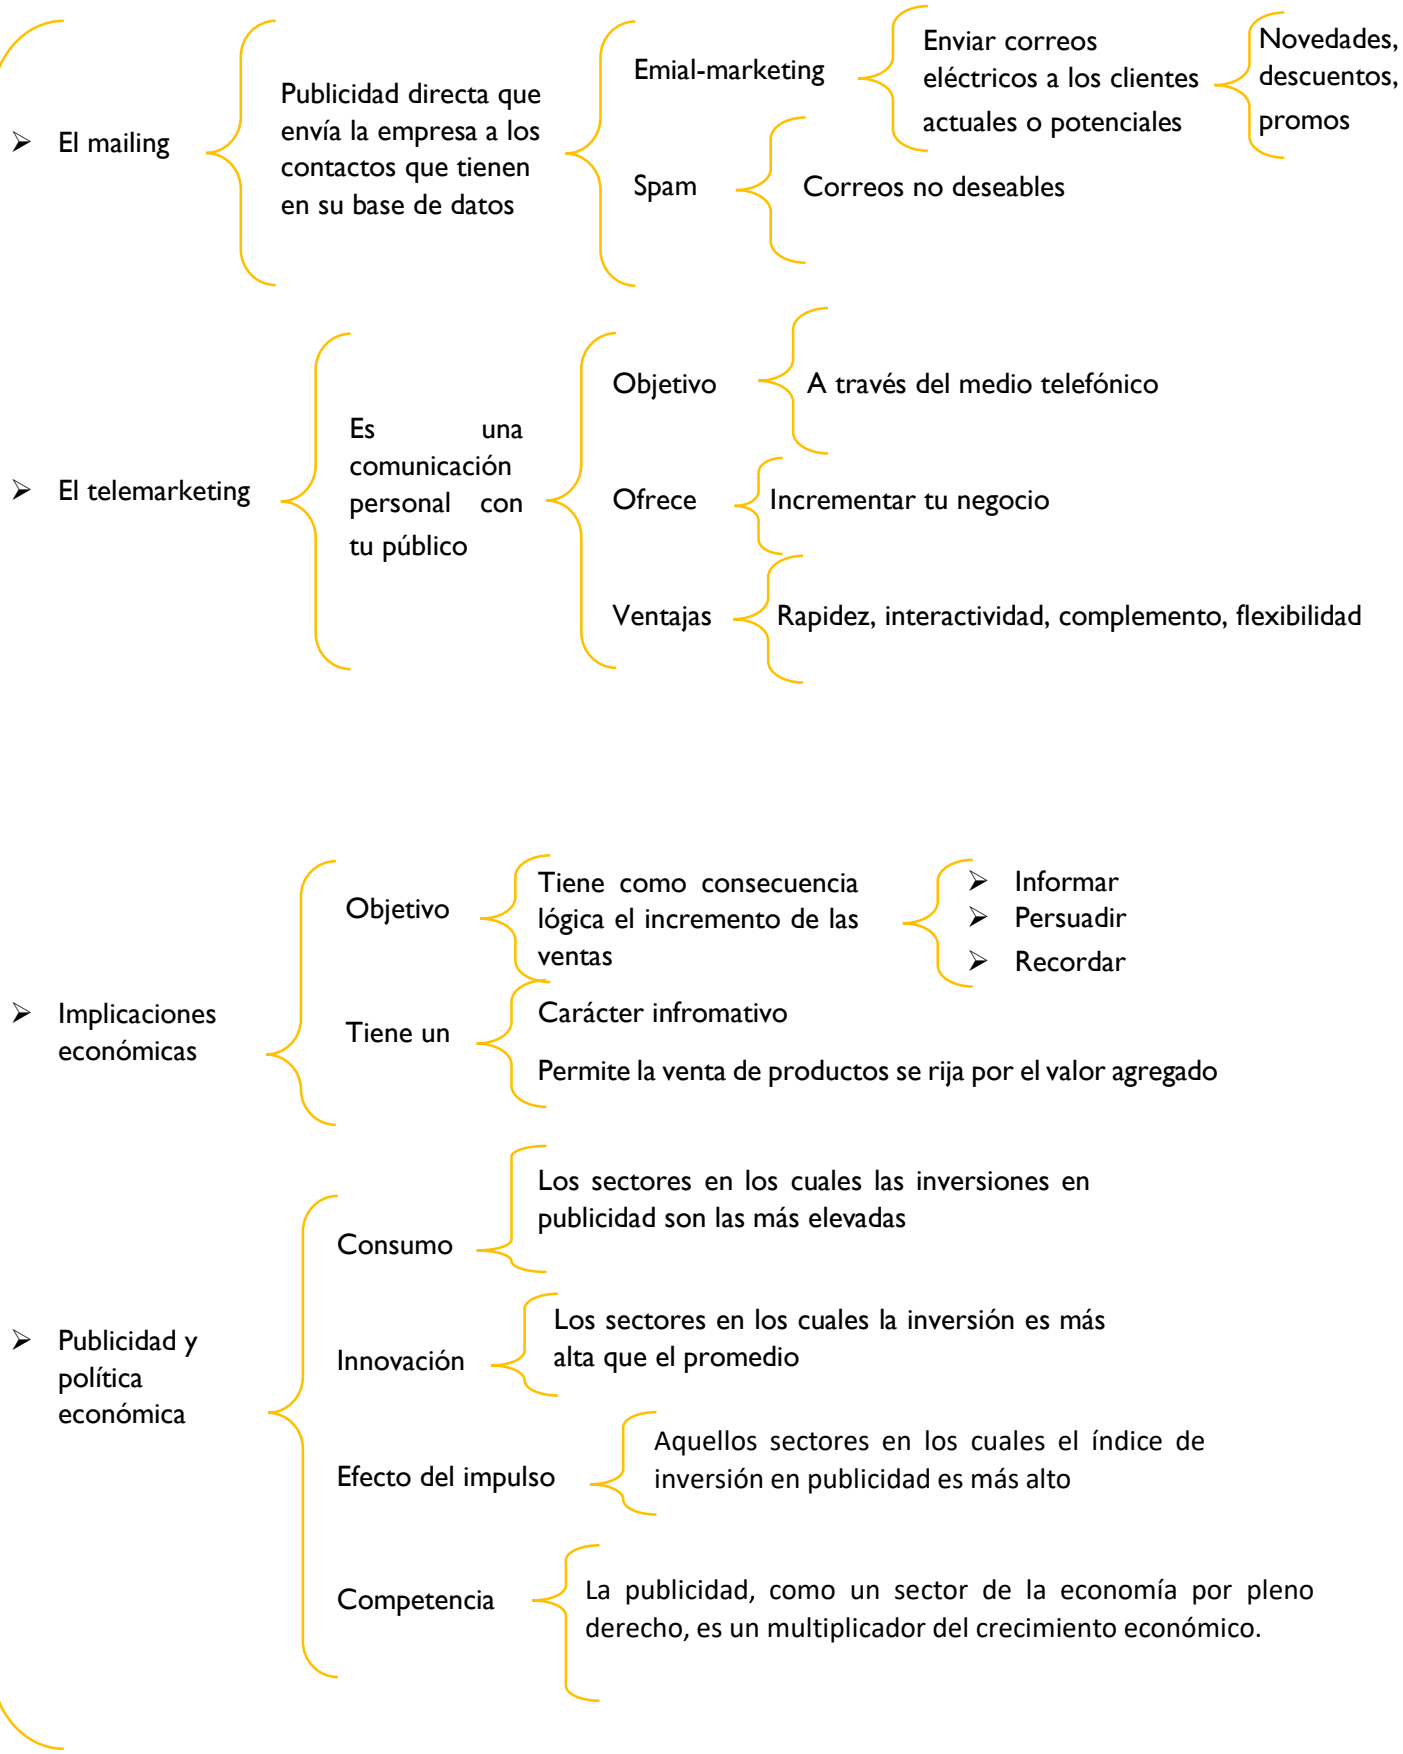 ➢ El mailing
Publicidad directa que
envía la empresa a los
contactos que tienen
en su base de datos
Emial-marketing
Enviar correos
eléctricos a los clientes
actuales o potenciales
Novedades,
descuentos,
promos
Spam
Correos no deseables
➢ El telemarketing
Es una
comunicación
personal con
tu público
Objetivo
A través del medio telefónico
Ofrece
Incrementar tu negocio
Ventajas
Rapidez, interactividad, complemento, flexibilidad
➢ Implicaciones
económicas
Objetivo
Tiene como consecuencia
lógica el incremento de las
ventas
➢ Informar
➢ Persuadir
➢ Recordar
Tiene un
Carácter infromativo
Permite la venta de productos se rija por el valor agregado
➢ Publicidad y
política
económica
Consumo
Los sectores en los cuales las inversiones en
publicidad son las más elevadas
Innovación
Los sectores en los cuales la inversión es más
alta que el promedio
Efecto del impulso
Aquellos sectores en los cuales el índice de
inversión en publicidad es más alto
Competencia
La publicidad, como un sector de la economía por pleno
derecho, es un multiplicador del crecimiento económico.